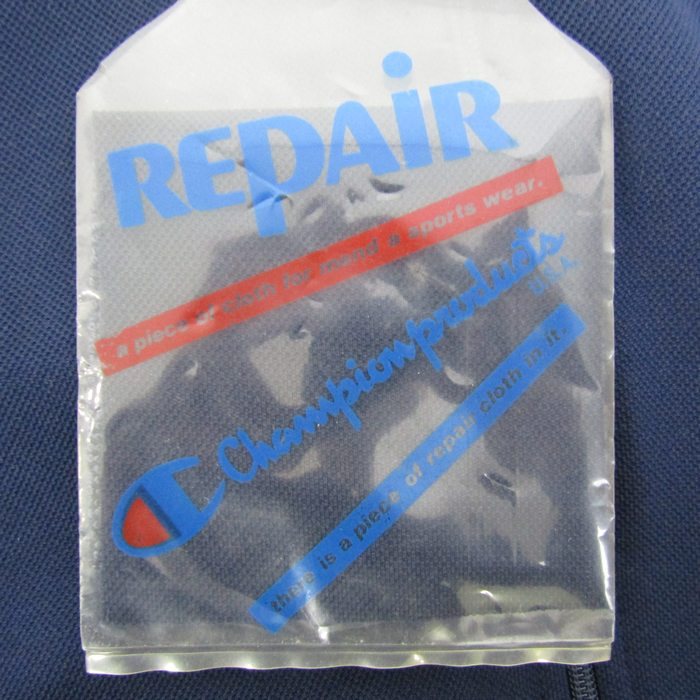 REPAIR
a piece of cloth for mend a sports wear.
Champion products
U.S.A.
there is a piece of repair cloth in it.